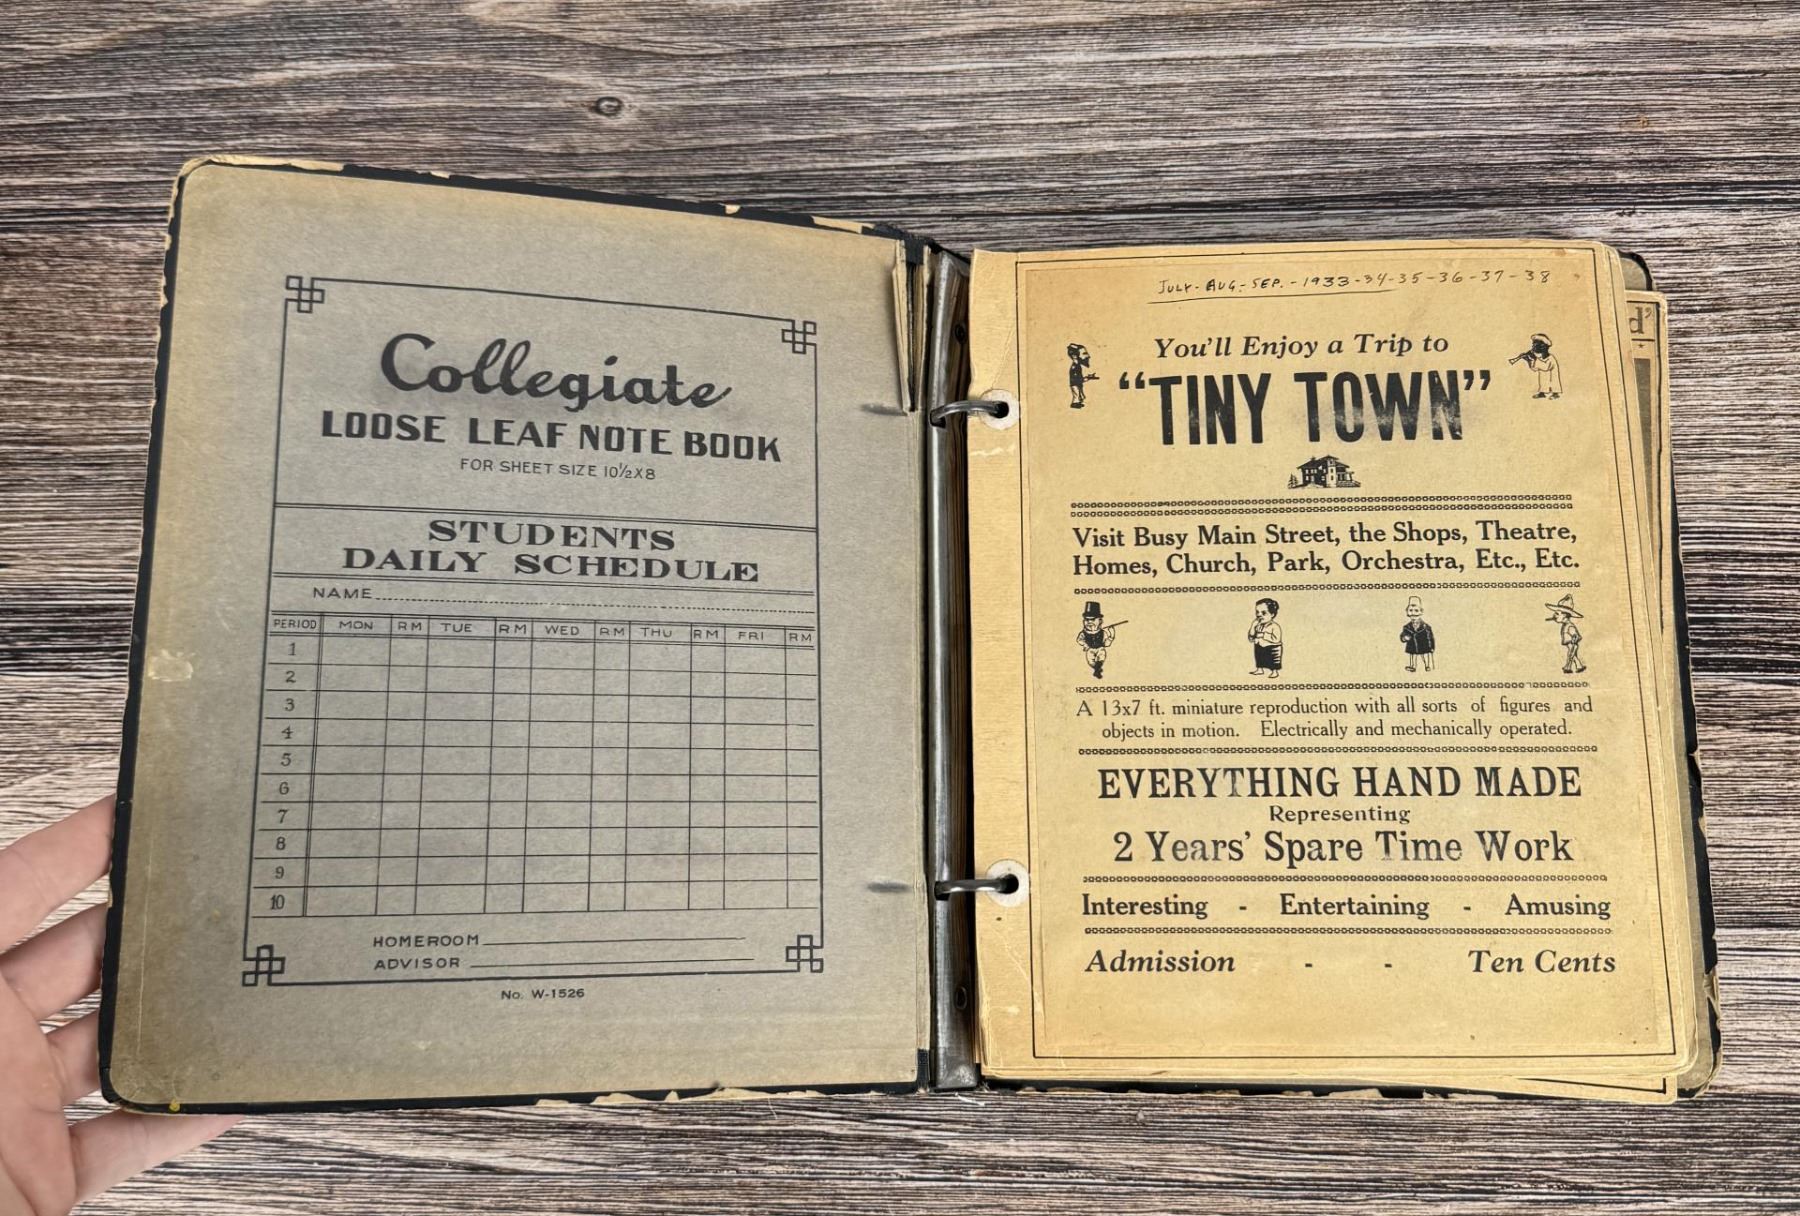 Collegiate
LOOSE LEAF NOTE BOOK
FOR SHEET SIZE 10½X8
STUDENTS
DAILY SCHEDULE
NAME
PERIOD MON RM TUE RM WED RM THU RM FRI RM
1
2
3
4
5
6
7
8
9
10
HOMEROOM
ADVISOR
No. W-1526
JULY - AUG. - SEP. - 1933 - 34 - 35 - 36 - 37 - 38
You'll Enjoy a Trip to
"TINY TOWN"
Visit Busy Main Street, the Shops, Theatre,
Homes, Church, Park, Orchestra, Etc., Etc.
A 13x7 ft. miniature reproduction with all sorts of figures and
objects in motion. Electrically and mechanically operated.
EVERYTHING HAND MADE
Representing
2 Years' Spare Time Work
Interesting - Entertaining - Amusing
Admission - - Ten Cents